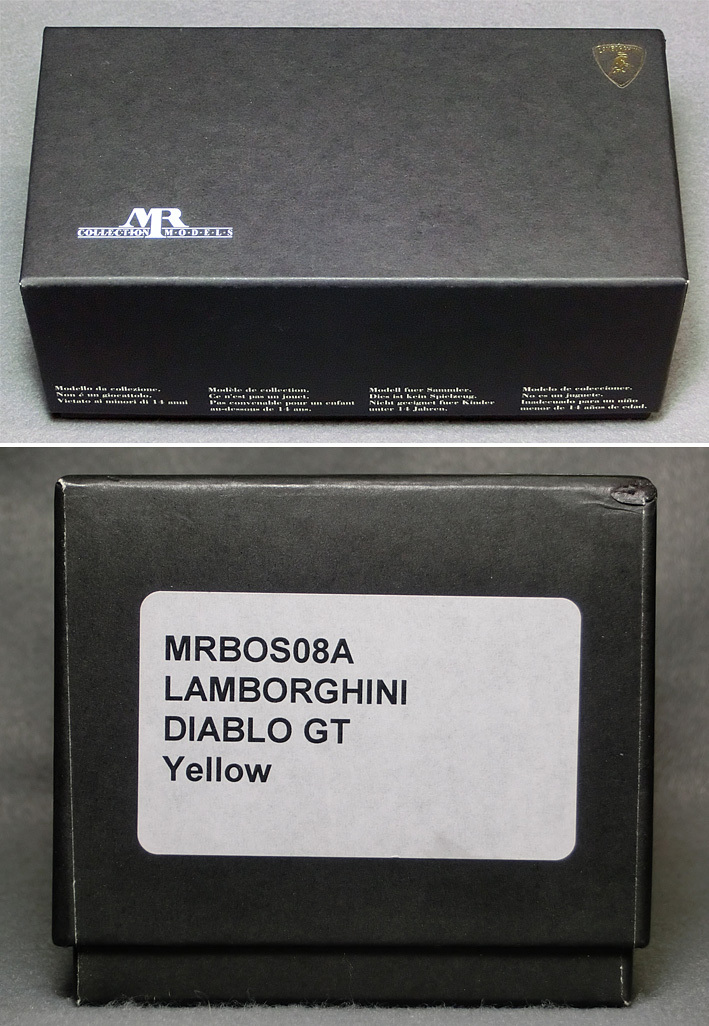 LAMBORGHINI
MR
COLLECTION M·O·D·E·L·S
Modello da collezione.
Non è un giocattolo.
Vietato ai minori di 14 anni
Modèle de collection.
Ce n'est pas un jouet.
Pas convenable pour un enfant
au-dessous de 14 ans.
Modell fuer Sammler.
Dies ist kein Spielzeug.
Nicht geeignet fuer Kinder
unter 14 Jahren.
Modelo de coleccioner.
No es un juguete.
Inadecuado para un niño
menor de 14 años de edad.
MRBOS08A
LAMBORGHINI
DIABLO GT
Yellow